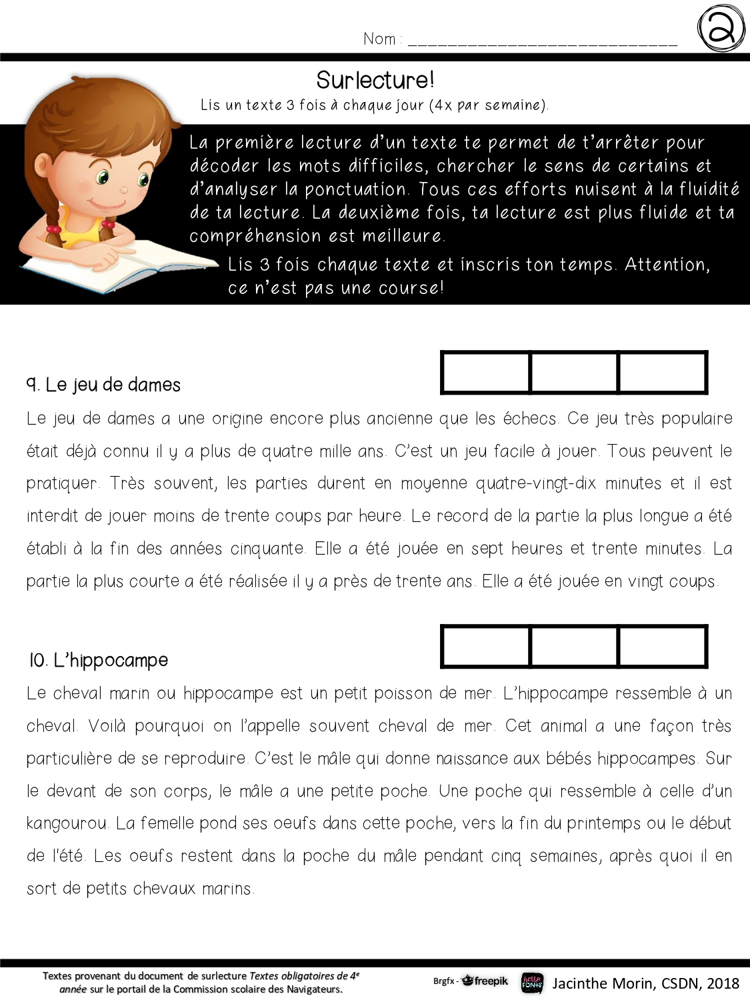 Nom : ___________________________
2
Surlecture!
Lis un texte 3 fois à chaque jour (4x par semaine).
La première lecture d’un texte te permet de t’arrêter pour
décoder les mots difficiles, chercher le sens de certains et
d’analyser la ponctuation. Tous ces efforts nuisent à la fluidité
de ta lecture. La deuxième fois, ta lecture est plus fluide et ta
compréhension est meilleure.
Lis 3 fois chaque texte et inscris ton temps. Attention,
ce n’est pas une course!
9. Le jeu de dames
Le jeu de dames a une origine encore plus ancienne que les échecs. Ce jeu très populaire
était déjà connu il y a plus de quatre mille ans. C’est un jeu facile à jouer. Tous peuvent le
pratiquer. Très souvent, les parties durent en moyenne quatre-vingt-dix minutes et il est
interdit de jouer moins de trente coups par heure. Le record de la partie la plus longue a été
établi à la fin des années cinquante. Elle a été jouée en sept heures et trente minutes. La
partie la plus courte a été réalisée il y a près de trente ans. Elle a été jouée en vingt coups.
10. L’hippocampe
Le cheval marin ou hippocampe est un petit poisson de mer. L’hippocampe ressemble à un
cheval. Voilà pourquoi on l’appelle souvent cheval de mer. Cet animal a une façon très
particulière de se reproduire. C’est le mâle qui donne naissance aux bébés hippocampes. Sur
le devant de son corps, le mâle a une petite poche. Une poche qui ressemble à celle d’un
kangourou. La femelle pond ses oeufs dans cette poche, vers la fin du printemps ou le début
de l'été. Les oeufs restent dans la poche du mâle pendant cinq semaines, après quoi il en
sort de petits chevaux marins.
Textes provenant du document de surlecture Textes obligatoires de 4e
année sur le portail de la Commission scolaire des Navigateurs.
Brgfx - freepik
hello
FONTS
Jacinthe Morin, CSDN, 2018